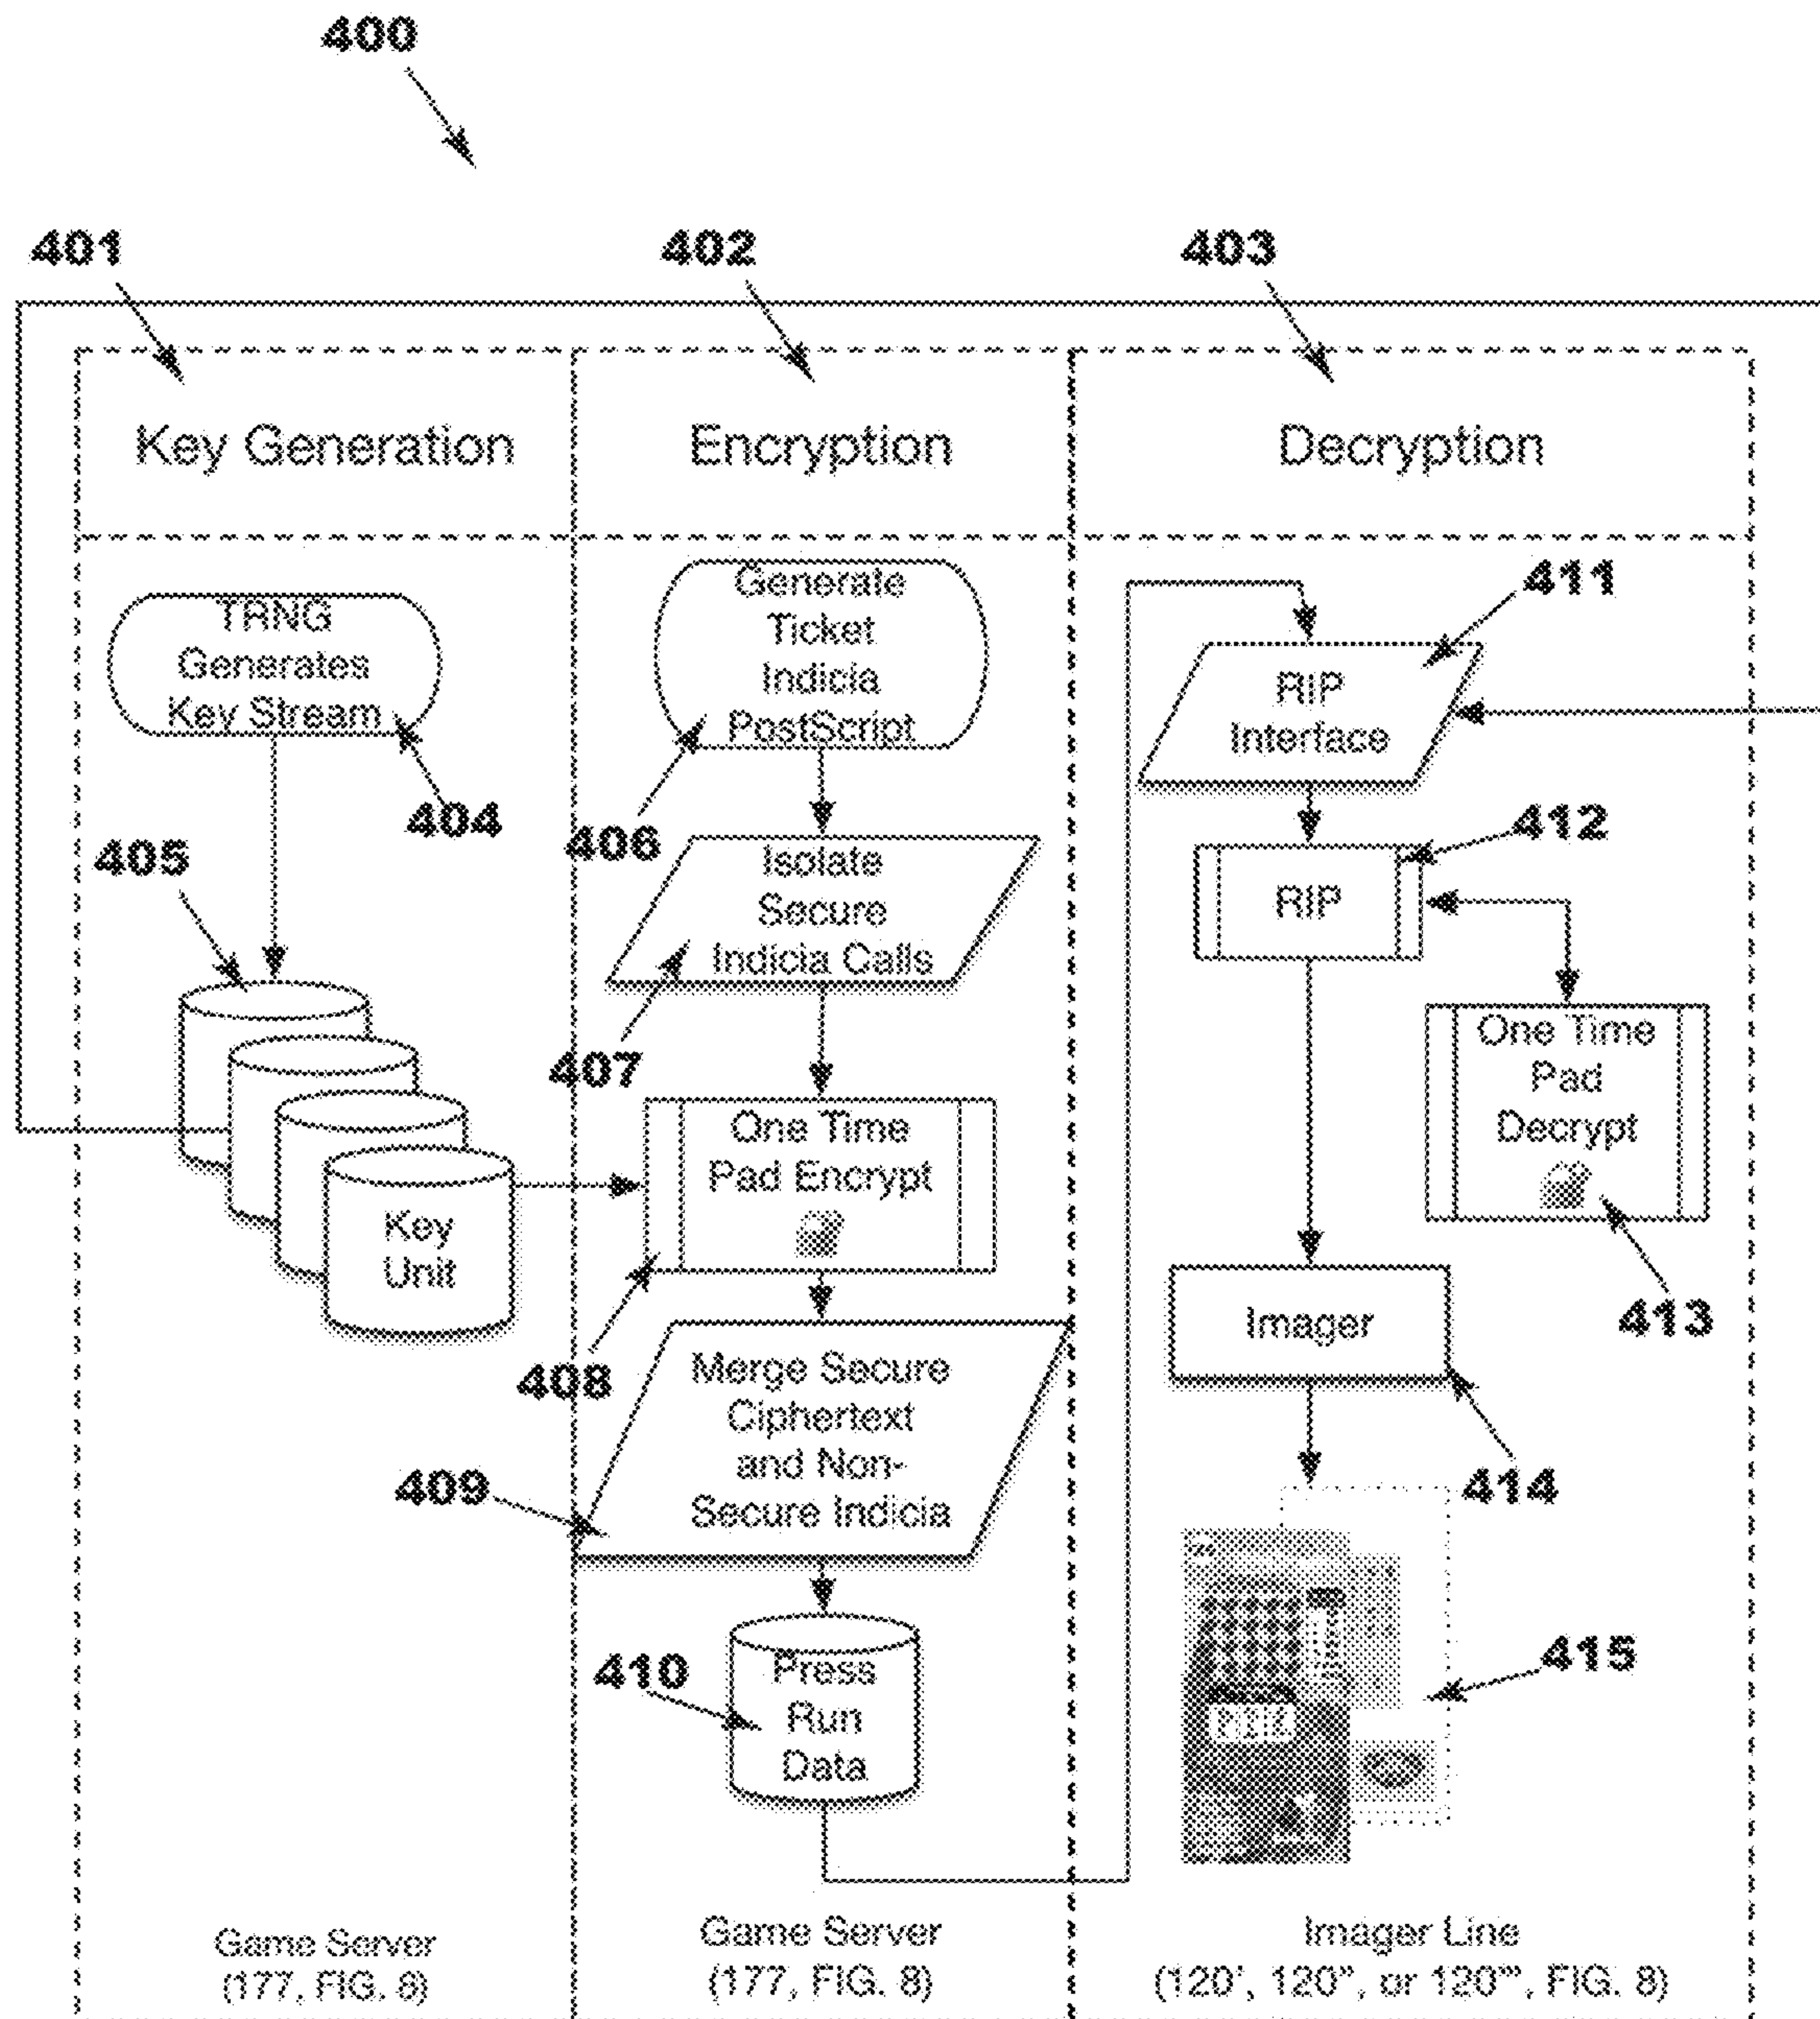 400
401
402
403
Key Generation
Encryption
Decryption
TRNG
Generates
Key Stream
404
405
Key
Unit
Generate
Ticket
Indicia
PostScript
406
Isolate
Secure
Indicia Calls
407
One Time
Pad Encrypt
408
Merge Secure
Ciphertext
and Non-
Secure Indicia
409
410
Press
Run
Data
411
RIP
Interface
412
RIP
One Time
Pad
Decrypt
413
Imager
414
415
Game Server
(177, FIG. 8)
Game Server
(177, FIG. 8)
Imager Line
(120', 120", or 120"', FIG. 8)